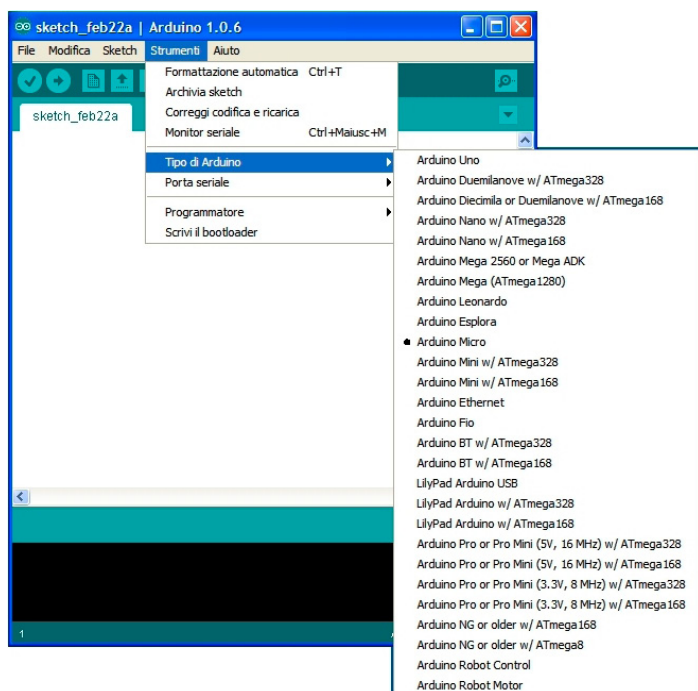 sketch_feb22a | Arduino 1.0.6
File Modifica Sketch Strumenti Aiuto
sketch_feb22a
Formattazione automatica Ctrl+T
Archivia sketch
Correggi codifica e ricarica
Monitor seriale Ctrl+Maiusc+M
Tipo di Arduino
Porta seriale
Programmatore
Scrivi il bootloader
Arduino Uno
Arduino Duemilanove w/ ATmega328
Arduino Diecimila or Duemilanove w/ ATmega168
Arduino Nano w/ ATmega328
Arduino Nano w/ ATmega168
Arduino Mega 2560 or Mega ADK
Arduino Mega (ATmega1280)
Arduino Leonardo
Arduino Esplora
Arduino Micro
Arduino Mini w/ ATmega328
Arduino Mini w/ ATmega168
Arduino Ethernet
Arduino Fio
Arduino BT w/ ATmega328
Arduino BT w/ ATmega168
LilyPad Arduino USB
LilyPad Arduino w/ ATmega328
LilyPad Arduino w/ ATmega168
Arduino Pro or Pro Mini (5V, 16 MHz) w/ ATmega328
Arduino Pro or Pro Mini (5V, 16 MHz) w/ ATmega168
Arduino Pro or Pro Mini (3.3V, 8 MHz) w/ ATmega328
Arduino Pro or Pro Mini (3.3V, 8 MHz) w/ ATmega168
Arduino NG or older w/ ATmega168
Arduino NG or older w/ ATmega8
Arduino Robot Control
Arduino Robot Motor
1